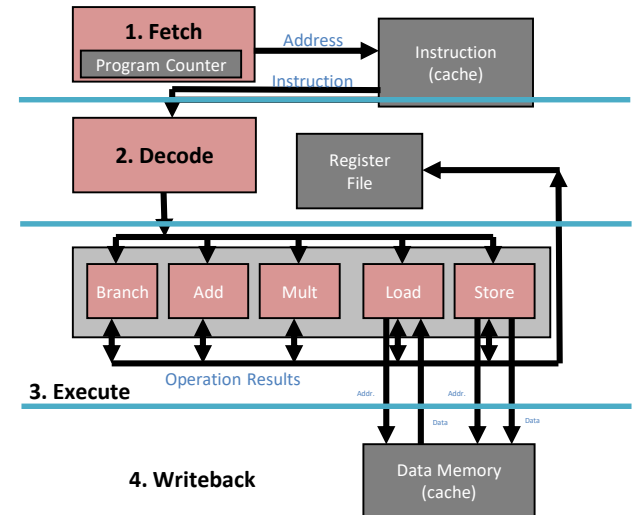 1. Fetch
Program Counter
Address
Instruction
(cache)
Instruction
2. Decode
Register
File
Branch
Add
Mult
Load
Store
Operation Results
3. Execute
Addr.
Addr.
Data
Data
4. Writeback
Data Memory
(cache)